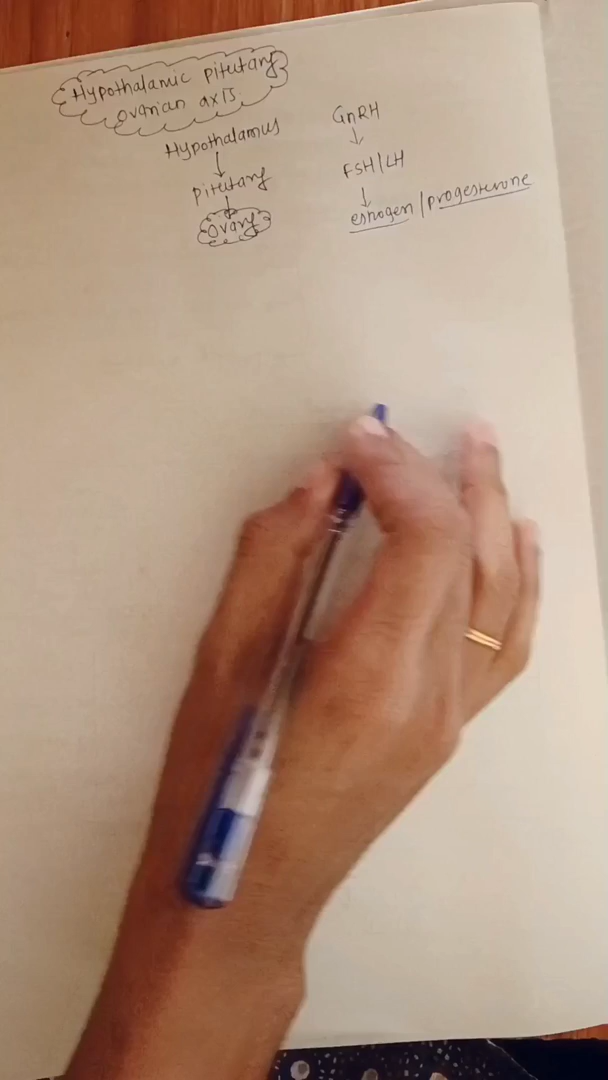 Hypothalamic pitutary
ovarian axis.
Hypothalamus
↓
pitutary
↓
Ovary
GnRH
↓
FSH/LH
↓
estrogen/progesterone